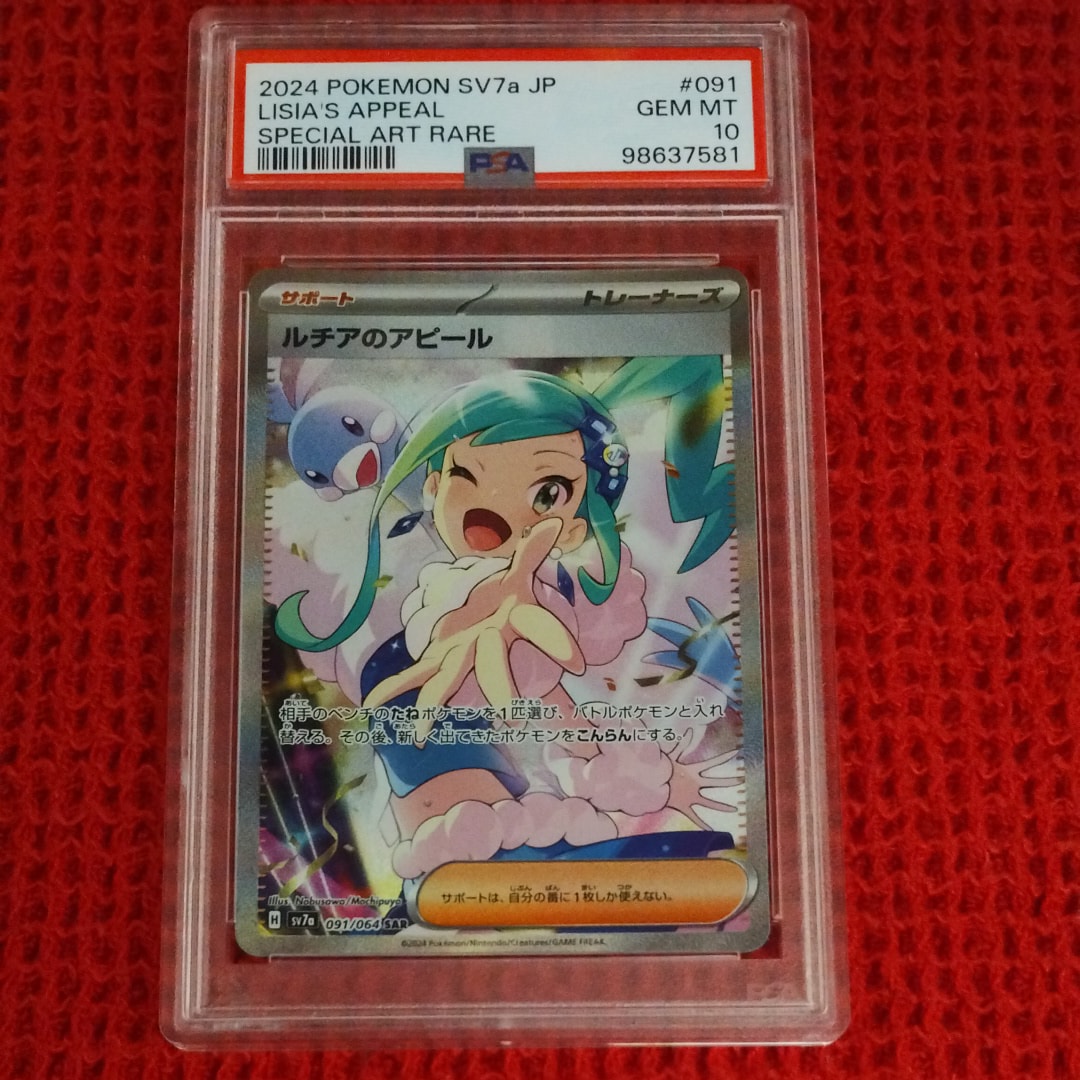 2024 POKEMON SV7a JP #091
LISIA'S APPEAL GEM MT
SPECIAL ART RARE 10
PSA 98637581
サポート トレーナーズ
ルチアのアピール
相手のベンチのたねポケモンを1匹選び、バトルポケモンと入れ
替える。その後、新しく出てきたポケモンをこんらんにする。
サポートは、自分の番に1枚しか使えない。
Illus. Nobusawa/Mochipuyo
H SV7a 091/064 SAR
©2024 Pokémon/Nintendo/Creatures/GAME FREAK.